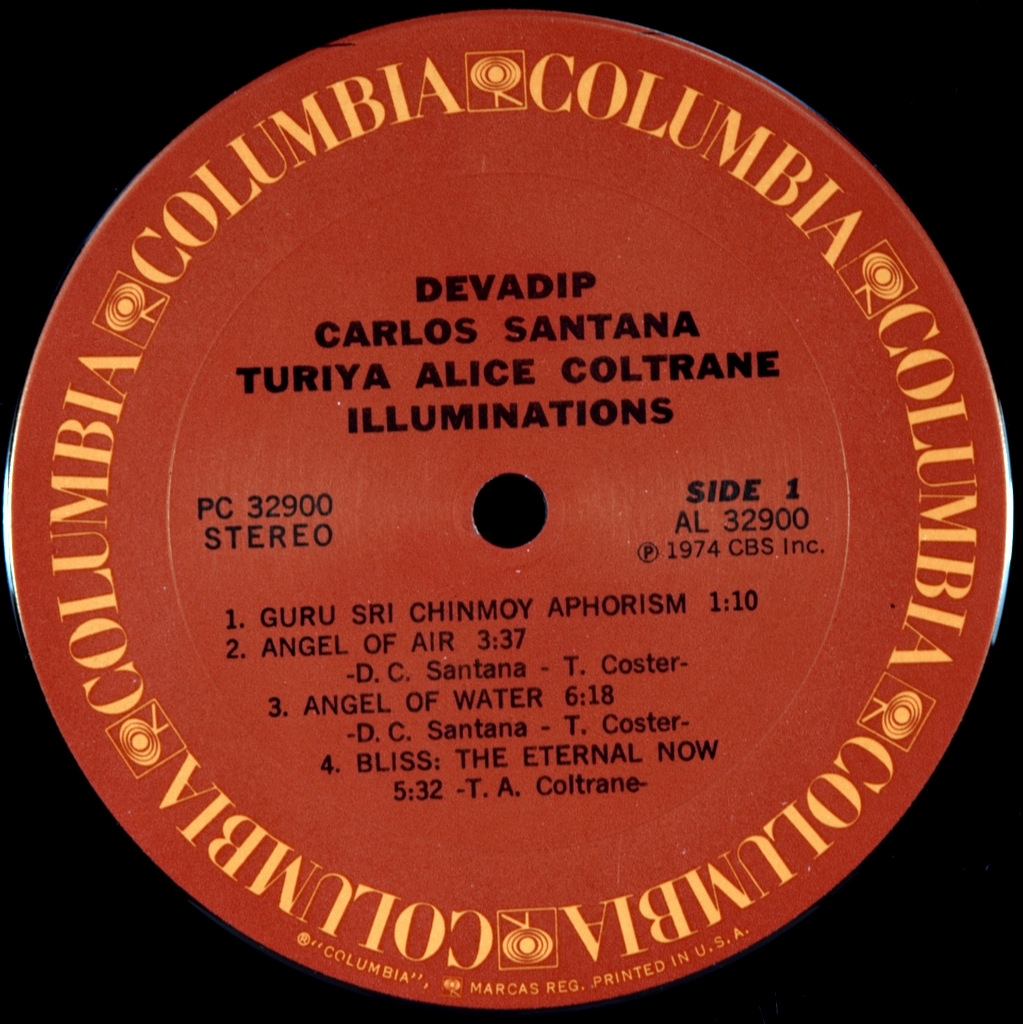 COLUMBIA COLUMBIA COLUMBIA COLUMBIA COLUMBIA COLUMBIA COLUMBIA
DEVADIP
CARLOS SANTANA
TURIYA ALICE COLTRANE
ILLUMINATIONS
PC 32900
STEREO
SIDE 1
AL 32900
Ⓟ 1974 CBS Inc.
1. GURU SRI CHINMOY APHORISM 1:10
2. ANGEL OF AIR 3:37
-D. C. Santana - T. Coster-
3. ANGEL OF WATER 6:18
-D. C. Santana - T. Coster-
4. BLISS: THE ETERNAL NOW
5:32 -T. A. Coltrane-
®"COLUMBIA", MARCAS REG. PRINTED IN U.S.A.